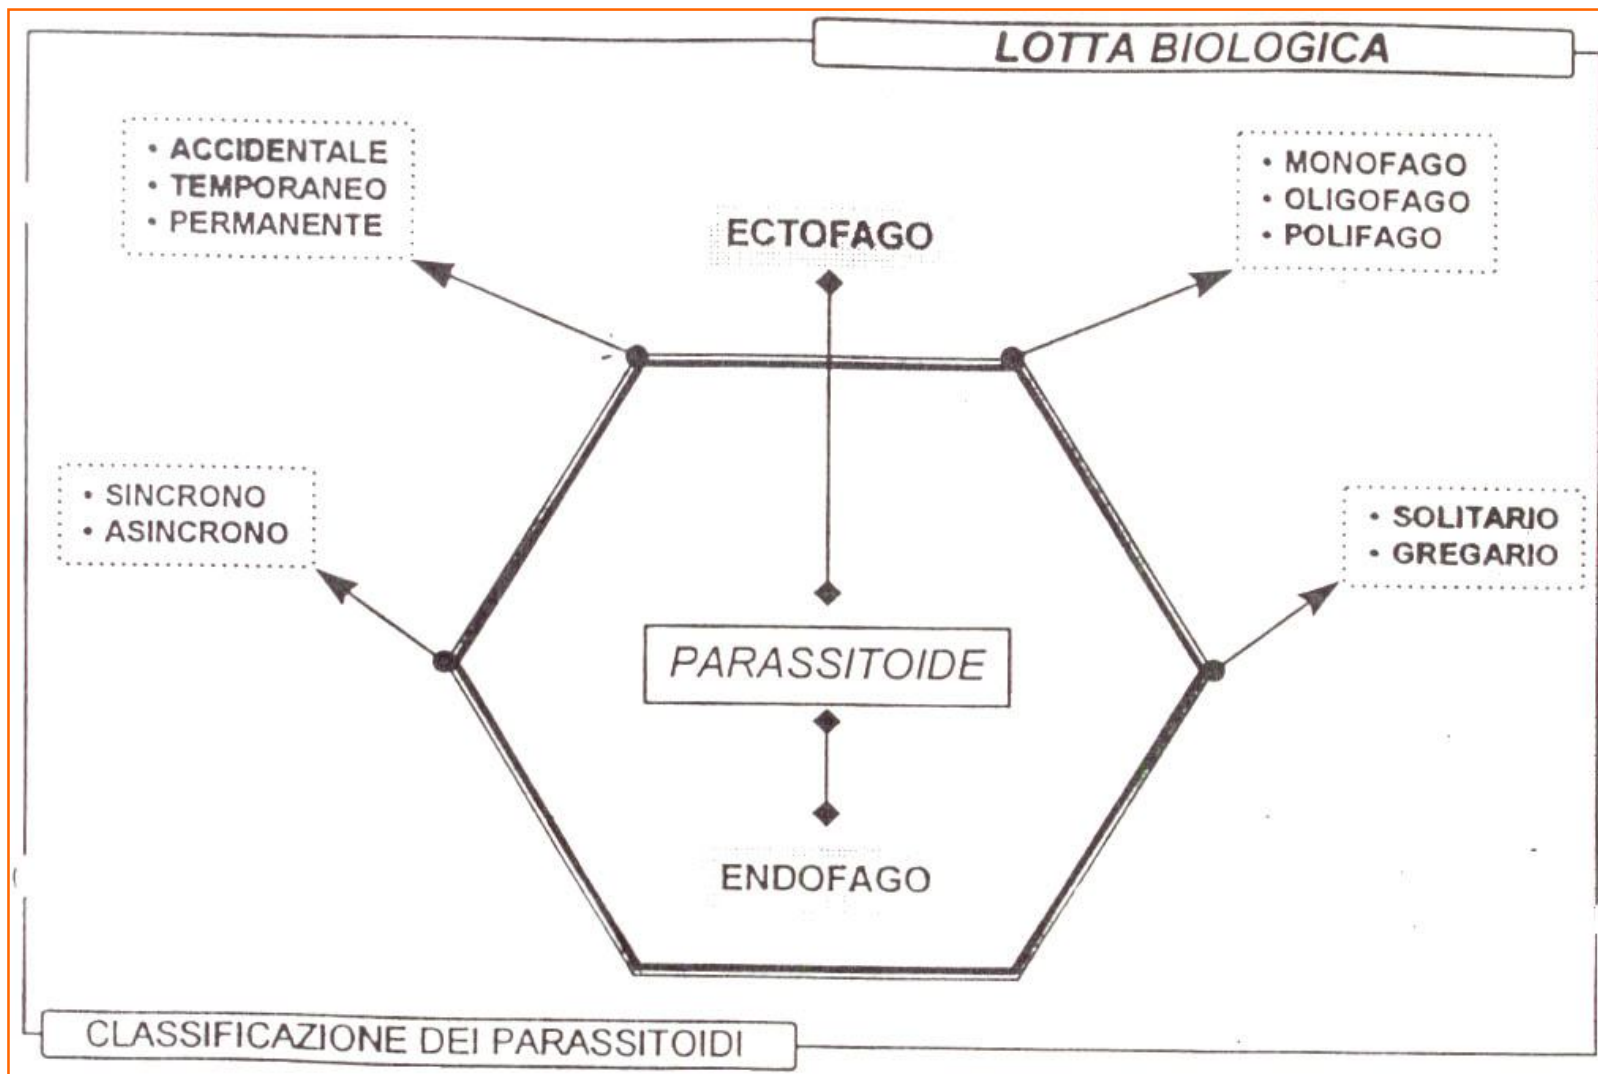 LOTTA BIOLOGICA
• ACCIDENTALE
• TEMPORANEO
• PERMANENTE
ECTOFAGO
• MONOFAGO
• OLIGOFAGO
• POLIFAGO
• SINCRONO
• ASINCRONO
• SOLITARIO
• GREGARIO
PARASSITOIDE
ENDOFAGO
CLASSIFICAZIONE DEI PARASSITOIDI